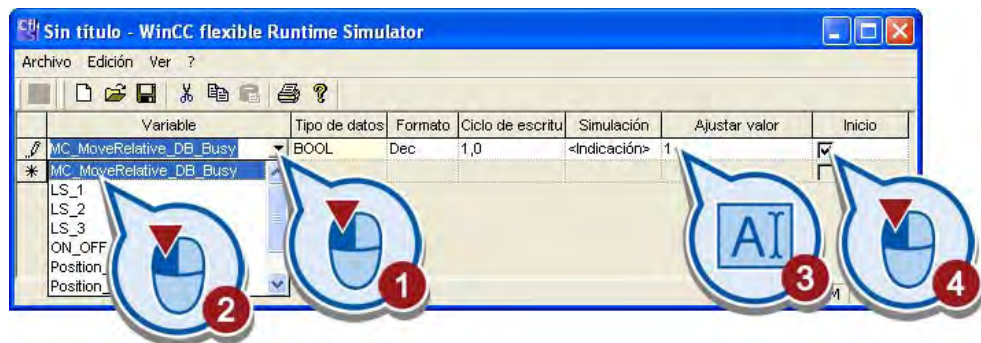 Sin título - WinCC flexible Runtime Simulator
Archivo Edición Ver ?
Variable Tipo de datos Formato Ciclo de escritu Simulación Ajustar valor Inicio
MC_MoveRelative_DB_Busy BOOL Dec 1,0 <Indicación> 1
MC_MoveRelative_DB_Busy
LS_1
LS_2
LS_3
ON_OFF
Position_
Position_
AI
1
2
3
4